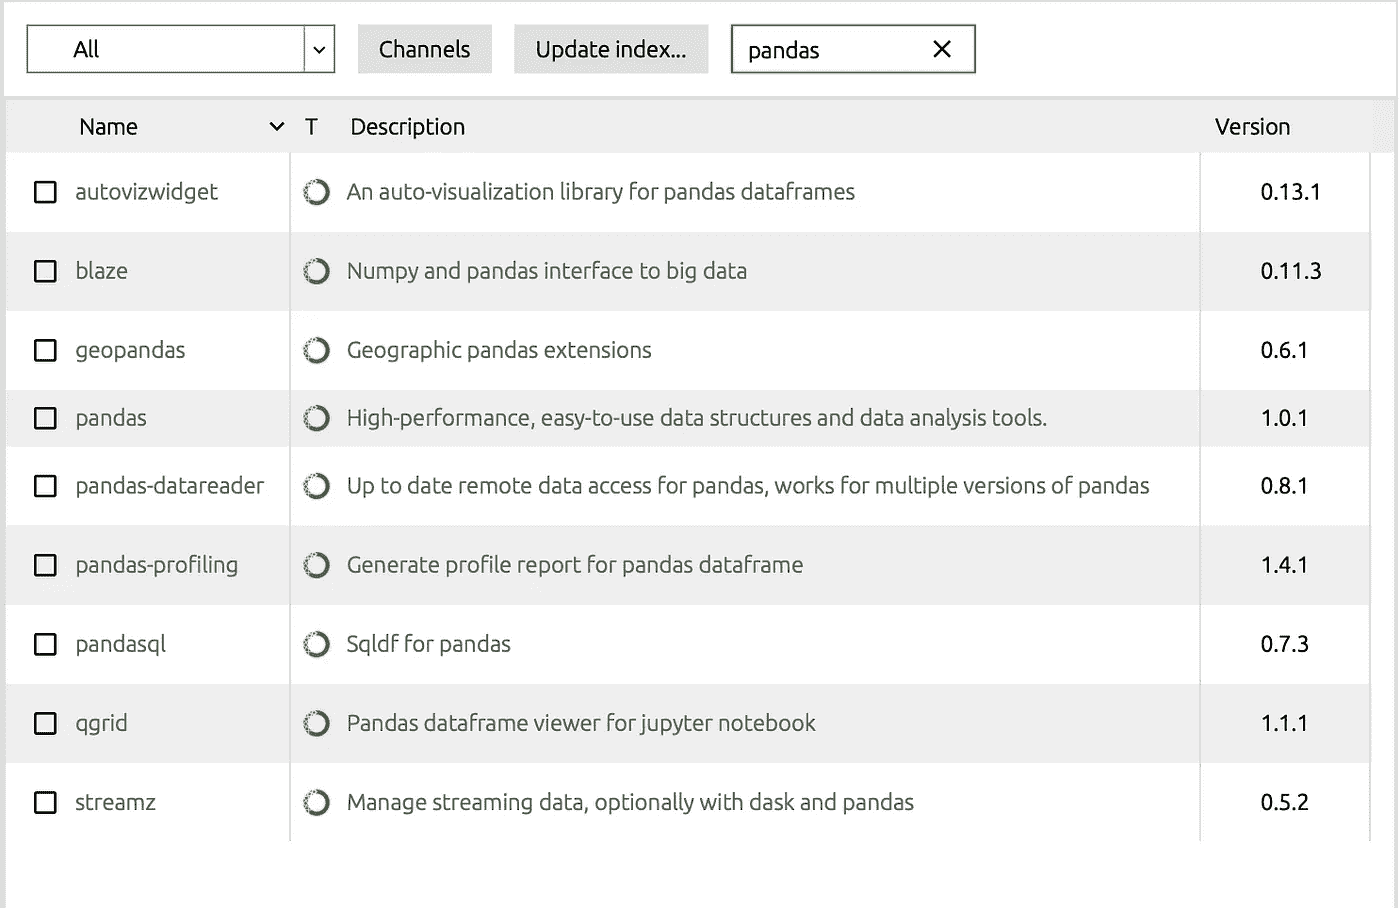 All Channels Update index... pandas
Name T Description Version
autovizwidget An auto-visualization library for pandas dataframes 0.13.1
blaze Numpy and pandas interface to big data 0.11.3
geopandas Geographic pandas extensions 0.6.1
pandas High-performance, easy-to-use data structures and data analysis tools. 1.0.1
pandas-datareader Up to date remote data access for pandas, works for multiple versions of pandas 0.8.1
pandas-profiling Generate profile report for pandas dataframe 1.4.1
pandasql Sqldf for pandas 0.7.3
qgrid Pandas dataframe viewer for jupyter notebook 1.1.1
streamz Manage streaming data, optionally with dask and pandas 0.5.2